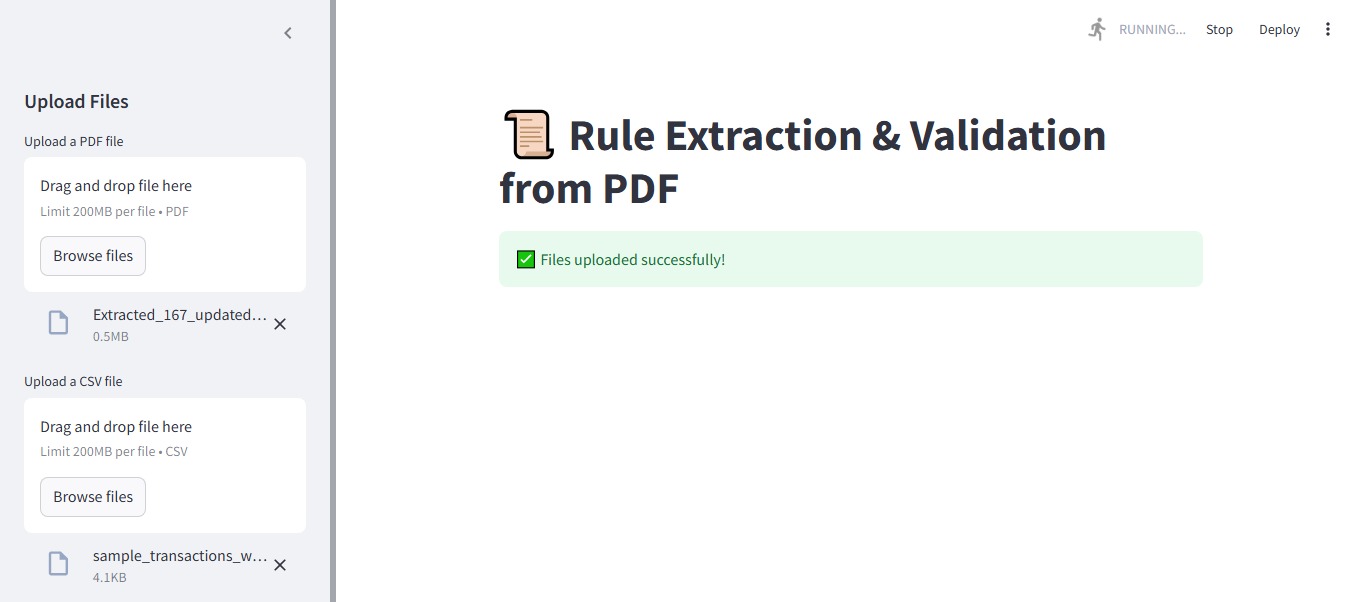 Upload Files
Upload a PDF file
Drag and drop file here
Limit 200MB per file • PDF
Browse files
Extracted_167_updated...
0.5MB
Upload a CSV file
Drag and drop file here
Limit 200MB per file • CSV
Browse files
sample_transactions_w...
4.1KB
RUNNING...
Stop
Deploy
📜 Rule Extraction & Validation
from PDF
✅ Files uploaded successfully!